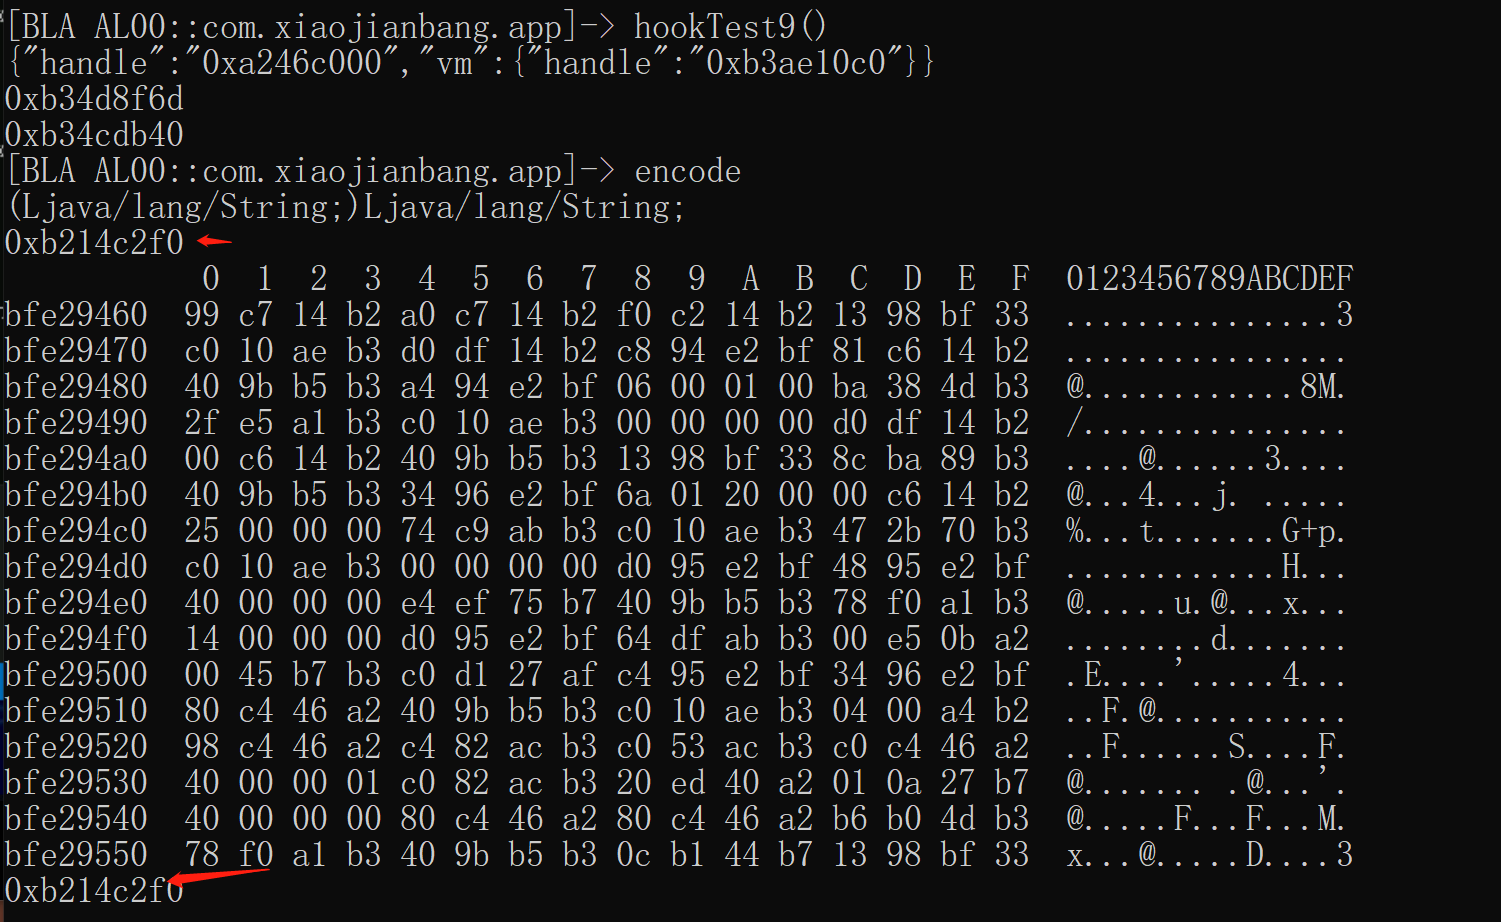 [BLA AL00::com.xiaojianbang.app]-> hookTest9()
{"handle":"0xa246c000","vm":{"handle":"0xb3ae10c0"}}
0xb34d8f6d
0xb34cdb40
[BLA AL00::com.xiaojianbang.app]-> encode
(Ljava/lang/String;)Ljava/lang/String;
0xb214c2f0
           0  1  2  3  4  5  6  7  8  9  A  B  C  D  E  F  0123456789ABCDEF
bfe29460  99 c7 14 b2 a0 c7 14 b2 f0 c2 14 b2 13 98 bf 33  ...............3
bfe29470  c0 10 ae b3 d0 df 14 b2 c8 94 e2 bf 81 c6 14 b2  ................
bfe29480  40 9b b5 b3 a4 94 e2 bf 06 00 01 00 ba 38 4d b3  @............8M.
bfe29490  2f e5 a1 b3 c0 10 ae b3 00 00 00 00 d0 df 14 b2  /...............
bfe294a0  00 c6 14 b2 40 9b b5 b3 13 98 bf 33 8c ba 89 b3  ....@......3....
bfe294b0  40 9b b5 b3 34 96 e2 bf 6a 01 20 00 00 c6 14 b2  @...4...j. .....
bfe294c0  25 00 00 00 74 c9 ab b3 c0 10 ae b3 47 2b 70 b3  %...t.......G+p.
bfe294d0  c0 10 ae b3 00 00 00 00 d0 95 e2 bf 48 95 e2 bf  ............H...
bfe294e0  40 00 00 00 e4 ef 75 b7 40 9b b5 b3 78 f0 a1 b3  @.....u.@...x...
bfe294f0  14 00 00 00 d0 95 e2 bf 64 df ab b3 00 e5 0b a2  ........d.......
bfe29500  00 45 b7 b3 c0 d1 27 af c4 95 e2 bf 34 96 e2 bf  .E....'.....4...
bfe29510  80 c4 46 a2 40 9b b5 b3 c0 10 ae b3 04 00 a4 b2  ..F.@...........
bfe29520  98 c4 46 a2 c4 82 ac b3 c0 53 ac b3 c0 c4 46 a2  ..F......S....F.
bfe29530  40 00 00 01 c0 82 ac b3 20 ed 40 a2 01 0a 27 b7  @....... .@...'.
bfe29540  40 00 00 00 80 c4 46 a2 80 c4 46 a2 b6 b0 4d b3  @.....F...F...M.
bfe29550  78 f0 a1 b3 40 9b b5 b3 0c b1 44 b7 13 98 bf 33  x...@.....D....3
0xb214c2f0